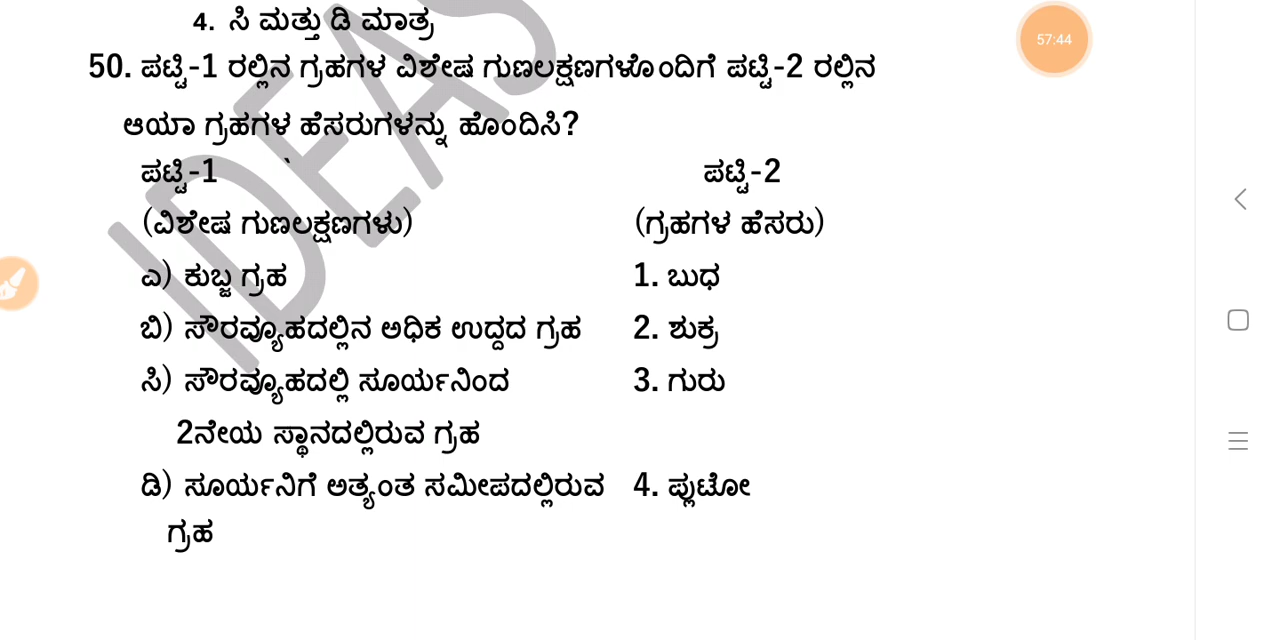 4. ಸಿ ಮತ್ತು ಡಿ ಮಾತ್ರ
57:44
50. ಪಟ್ಟಿ-1 ರಲ್ಲಿನ ಗ್ರಹಗಳ ವಿಶೇಷ ಗುಣಲಕ್ಷಣಗಳೊಂದಿಗೆ ಪಟ್ಟಿ-2 ರಲ್ಲಿನ
ಆಯಾ ಗ್ರಹಗಳ ಹೆಸರುಗಳನ್ನು ಹೊಂದಿಸಿ?
ಪಟ್ಟಿ-1 ಪಟ್ಟಿ-2
(ವಿಶೇಷ ಗುಣಲಕ್ಷಣಗಳು) (ಗ್ರಹಗಳ ಹೆಸರು)
ಎ) ಕುಬ್ಜ ಗ್ರಹ 1. ಬುಧ
ಬಿ) ಸೌರವ್ಯೂಹದಲ್ಲಿನ ಅಧಿಕ ಉದ್ದದ ಗ್ರಹ 2. ಶುಕ್ರ
ಸಿ) ಸೌರವ್ಯೂಹದಲ್ಲಿ ಸೂರ್ಯನಿಂದ 3. ಗುರು
2ನೇಯ ಸ್ಥಾನದಲ್ಲಿರುವ ಗ್ರಹ
ಡಿ) ಸೂರ್ಯನಿಗೆ ಅತ್ಯಂತ ಸಮೀಪದಲ್ಲಿರುವ 4. ಪ್ಲುಟೋ
ಗ್ರಹ
IDEAS